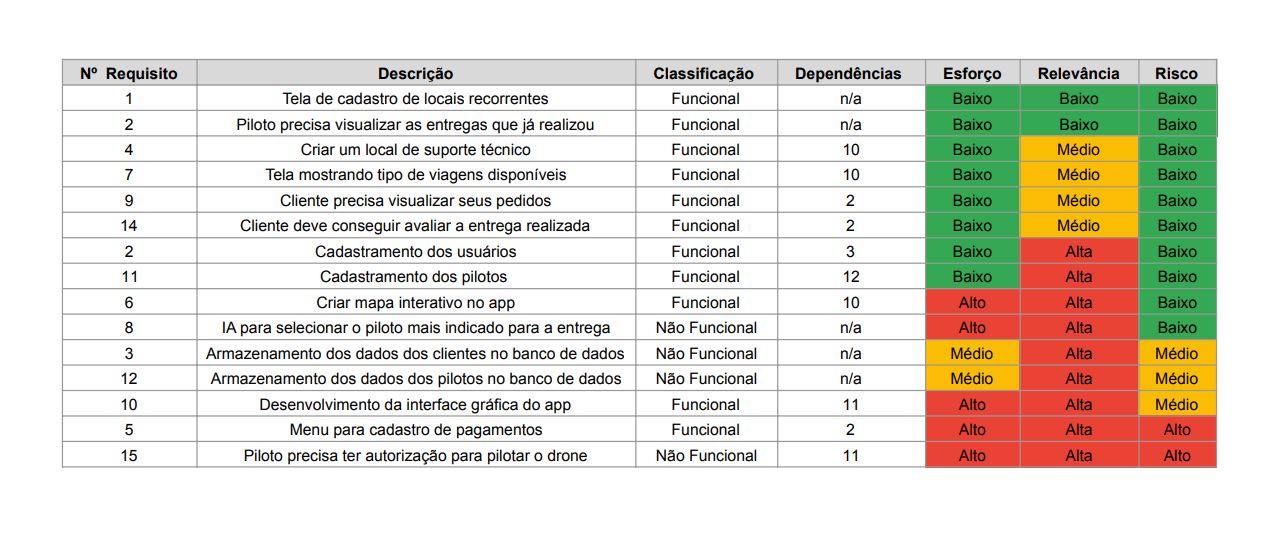 Nº Requisito Descrição Classificação Dependências Esforço Relevância Risco
1 Tela de cadastro de locais recorrentes Funcional n/a Baixo Baixo Baixo
2 Piloto precisa visualizar as entregas que já realizou Funcional n/a Baixo Baixo Baixo
4 Criar um local de suporte técnico Funcional 10 Baixo Médio Baixo
7 Tela mostrando tipo de viagens disponíveis Funcional 10 Baixo Médio Baixo
9 Cliente precisa visualizar seus pedidos Funcional 2 Baixo Médio Baixo
14 Cliente deve conseguir avaliar a entrega realizada Funcional 2 Baixo Médio Baixo
2 Cadastramento dos usuários Funcional 3 Baixo Alta Baixo
11 Cadastramento dos pilotos Funcional 12 Baixo Alta Baixo
6 Criar mapa interativo no app Funcional 10 Alto Alta Baixo
8 IA para selecionar o piloto mais indicado para a entrega Não Funcional n/a Alto Alta Baixo
3 Armazenamento dos dados dos clientes no banco de dados Não Funcional n/a Médio Alta Médio
12 Armazenamento dos dados dos pilotos no banco de dados Não Funcional n/a Médio Alta Médio
10 Desenvolvimento da interface gráfica do app Funcional 11 Alto Alta Médio
5 Menu para cadastro de pagamentos Funcional 2 Alto Alta Alto
15 Piloto precisa ter autorização para pilotar o drone Não Funcional 11 Alto Alta Alto